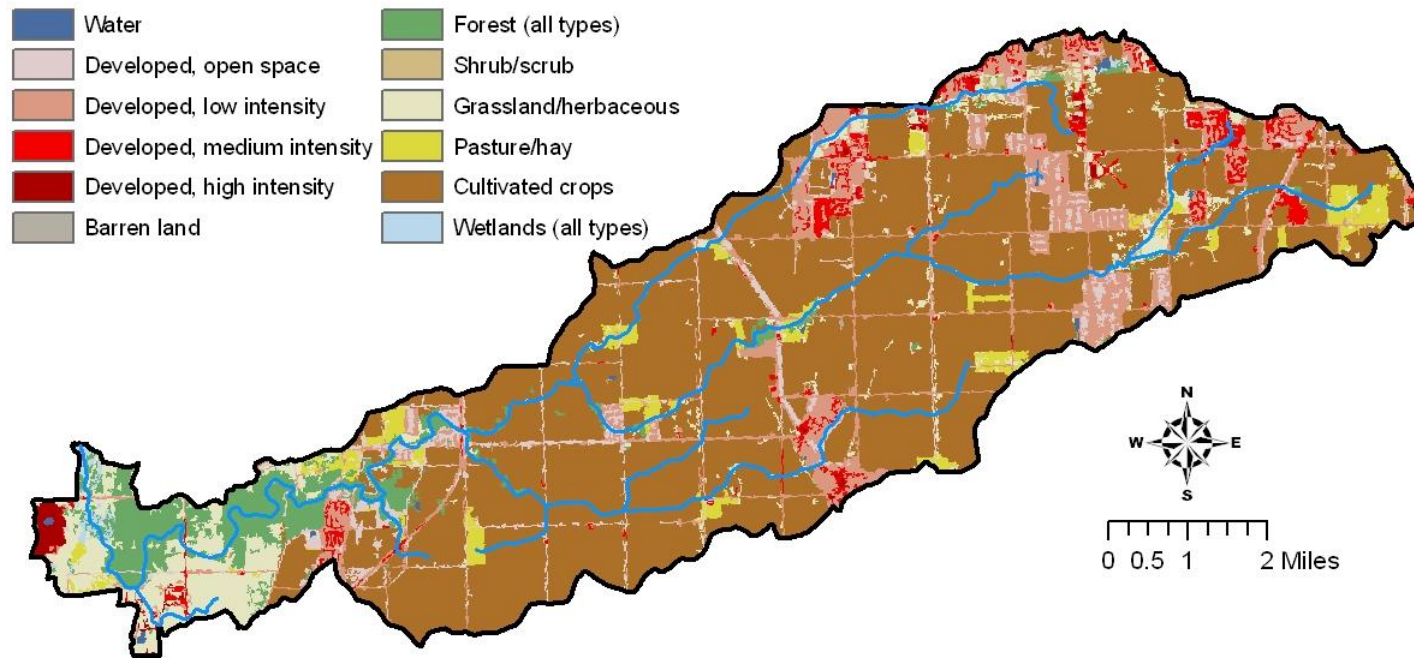 Water
Developed, open space
Developed, low intensity
Developed, medium intensity
Developed, high intensity
Barren land
Forest (all types)
Shrub/scrub
Grassland/herbaceous
Pasture/hay
Cultivated crops
Wetlands (all types)
N
W E
S
0 0.5 1 2 Miles